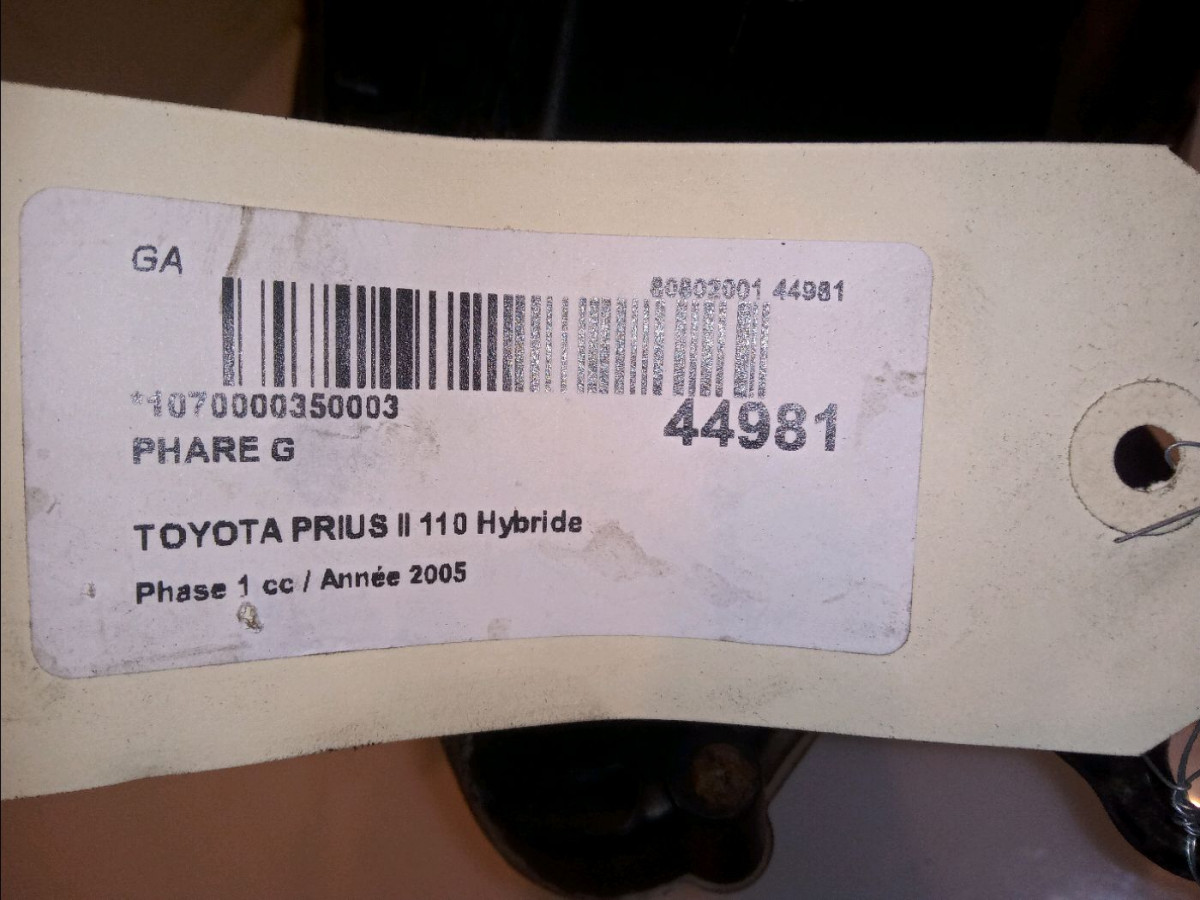 GA
80802001 44981
*1070000350003
44981
PHARE G
TOYOTA PRIUS II 110 Hybride
Phase 1 cc / Année 2005